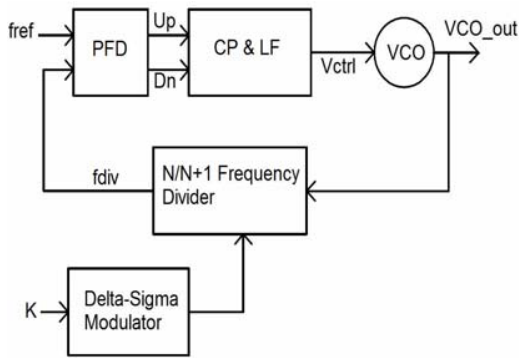 fref
PFD
Up
Dn
CP & LF
Vctrl
VCO
VCO_out
fdiv
N/N+1 Frequency
Divider
K
Delta-Sigma
Modulator